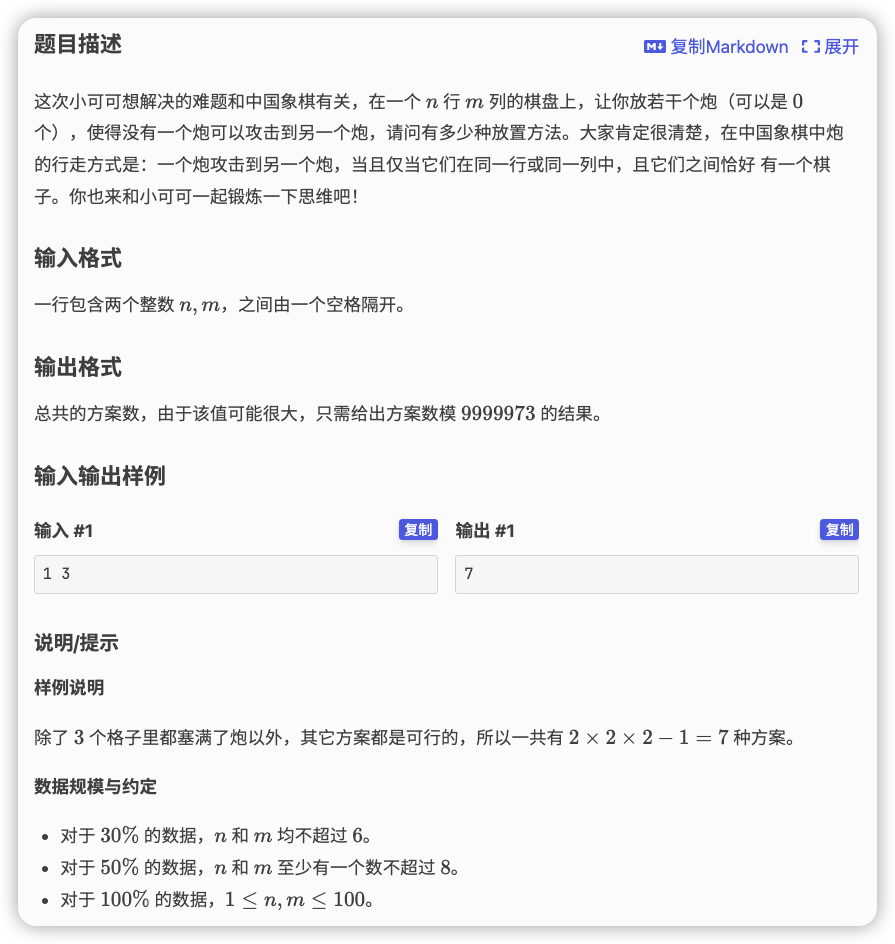 题目描述
复制Markdown 展开
这次小可可想解决的难题和中国象棋有关，在一个 n 行 m 列的棋盘上，让你放若干个炮（可以是 0
个），使得没有一个炮可以攻击到另一个炮，请问有多少种放置方法。大家肯定很清楚，在中国象棋中炮
的行走方式是：一个炮攻击到另一个炮，当且仅当它们在同一行或同一列中，且它们之间恰好 有一个棋
子。你也来和小可可一起锻炼一下思维吧！
输入格式
一行包含两个整数 n, m，之间由一个空格隔开。
输出格式
总共的方案数，由于该值可能很大，只需给出方案数模 9999973 的结果。
输入输出样例
输入 #1 复制
输出 #1 复制
1 3
7
说明/提示
样例说明
除了 3 个格子里都塞满了炮以外，其它方案都是可行的，所以一共有 2 × 2 × 2 − 1 = 7 种方案。
数据规模与约定
• 对于 30% 的数据，n 和 m 均不超过 6。
• 对于 50% 的数据，n 和 m 至少有一个数不超过 8。
• 对于 100% 的数据，1 ≤ n, m ≤ 100。